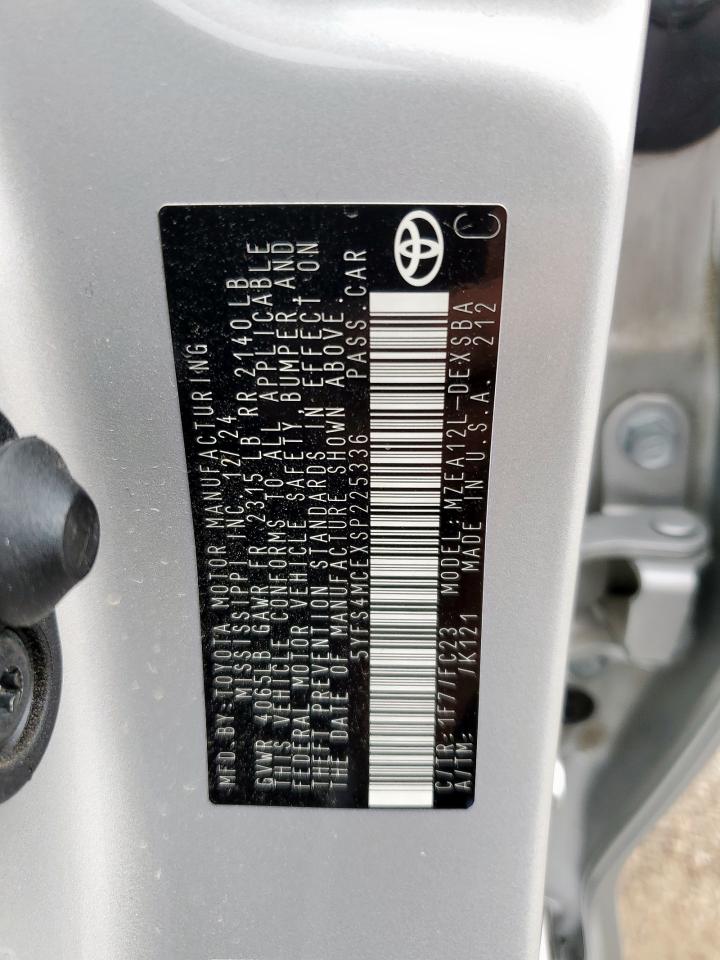 MFD.BY:TOYOTA MOTOR MANUFACTURING
MISSISSIPPI, INC. 12/24
GVWR 4065LB GAWR FR 2315 LB RR 2140LB
THIS VEHICLE CONFORMS TO ALL APPLICABLE
FEDERAL MOTOR VEHICLE SAFETY, BUMPER AND
THEFT PREVENTION STANDARDS IN EFFECT ON
THE DATE OF MANUFACTURE SHOWN ABOVE.
5YFS4MCEXSP225336 PASS.CAR
C/TR:1F7/FC23 MODEL:MZEA12L-DEXSBA
A/TM: /K121 MADE IN U.S.A. 212
C